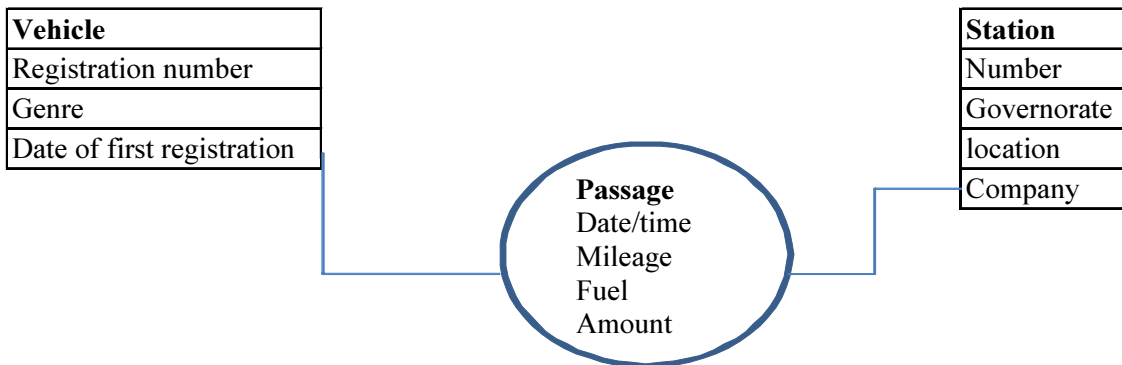 Vehicle
Registration number
Genre
Date of first registration
Station
Number
Governorate
location
Company
Passage
Date/time
Mileage
Fuel
Amount